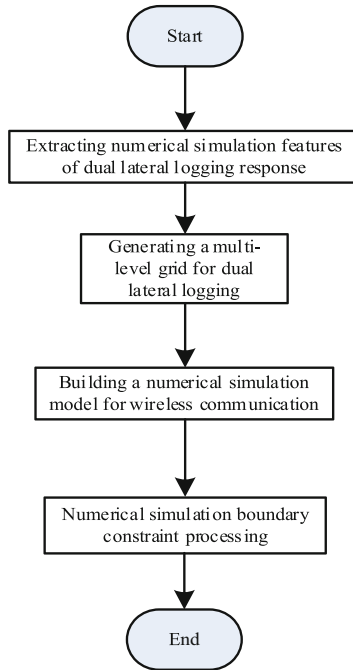 Start
Extracting numerical simulation features
of dual lateral logging response
Generating a multi-
level grid for dual
lateral logging
Building a numerical simulation
model for wireless communication
Numerical simulation boundary
constraint processing
End